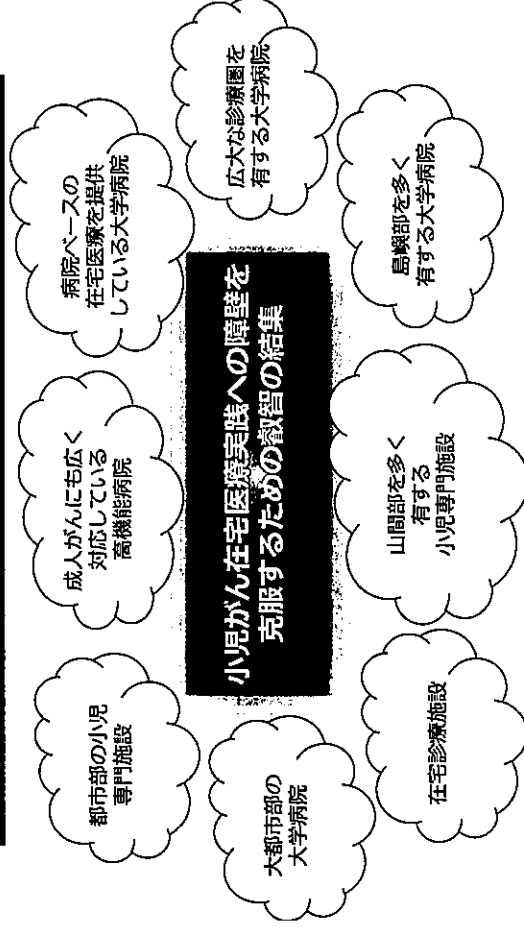 都市部の小児
専門施設
成人がんにも広く
対応している
高機能病院
病院ベースの
在宅医療を提供
している大学病院
大都市部の
大学病院
小児がん在宅医療実践への障壁を
克服するための叡智の結集
広大な診療圏を
有する大学病院
在宅診療施設
山間部を多く
有する
小児専門施設
島嶼部を多く
有する大学病院